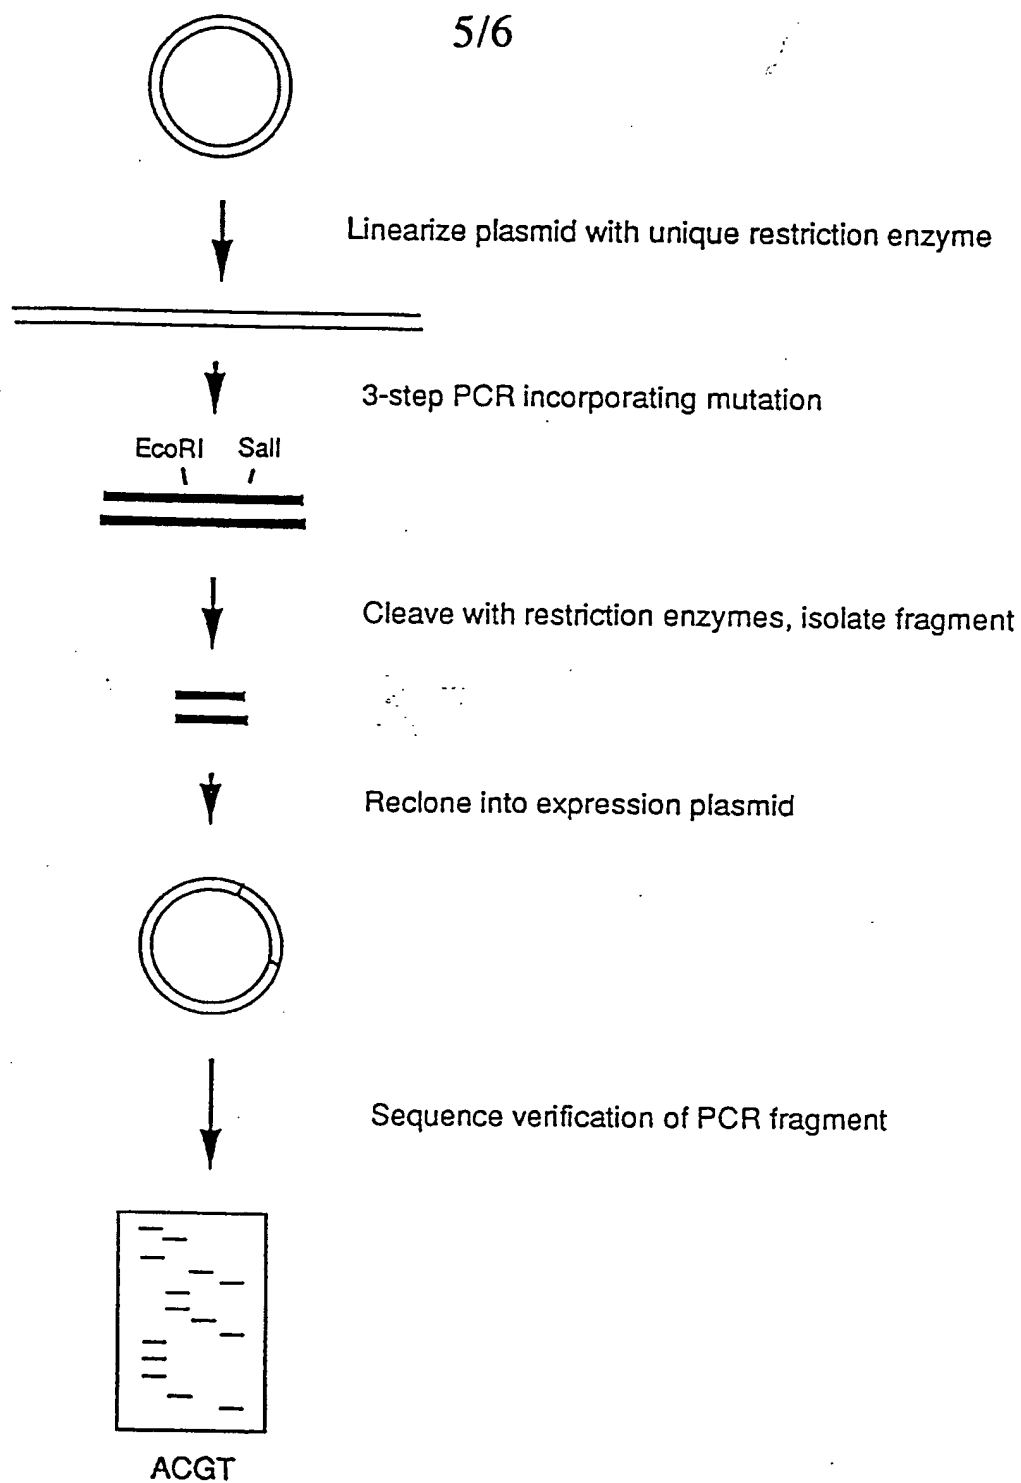 5/6
Linearize plasmid with unique restriction enzyme
3-step PCR incorporating mutation
EcoRI SalI
Cleave with restriction enzymes, isolate fragment
Reclone into expression plasmid
Sequence verification of PCR fragment
ACGT